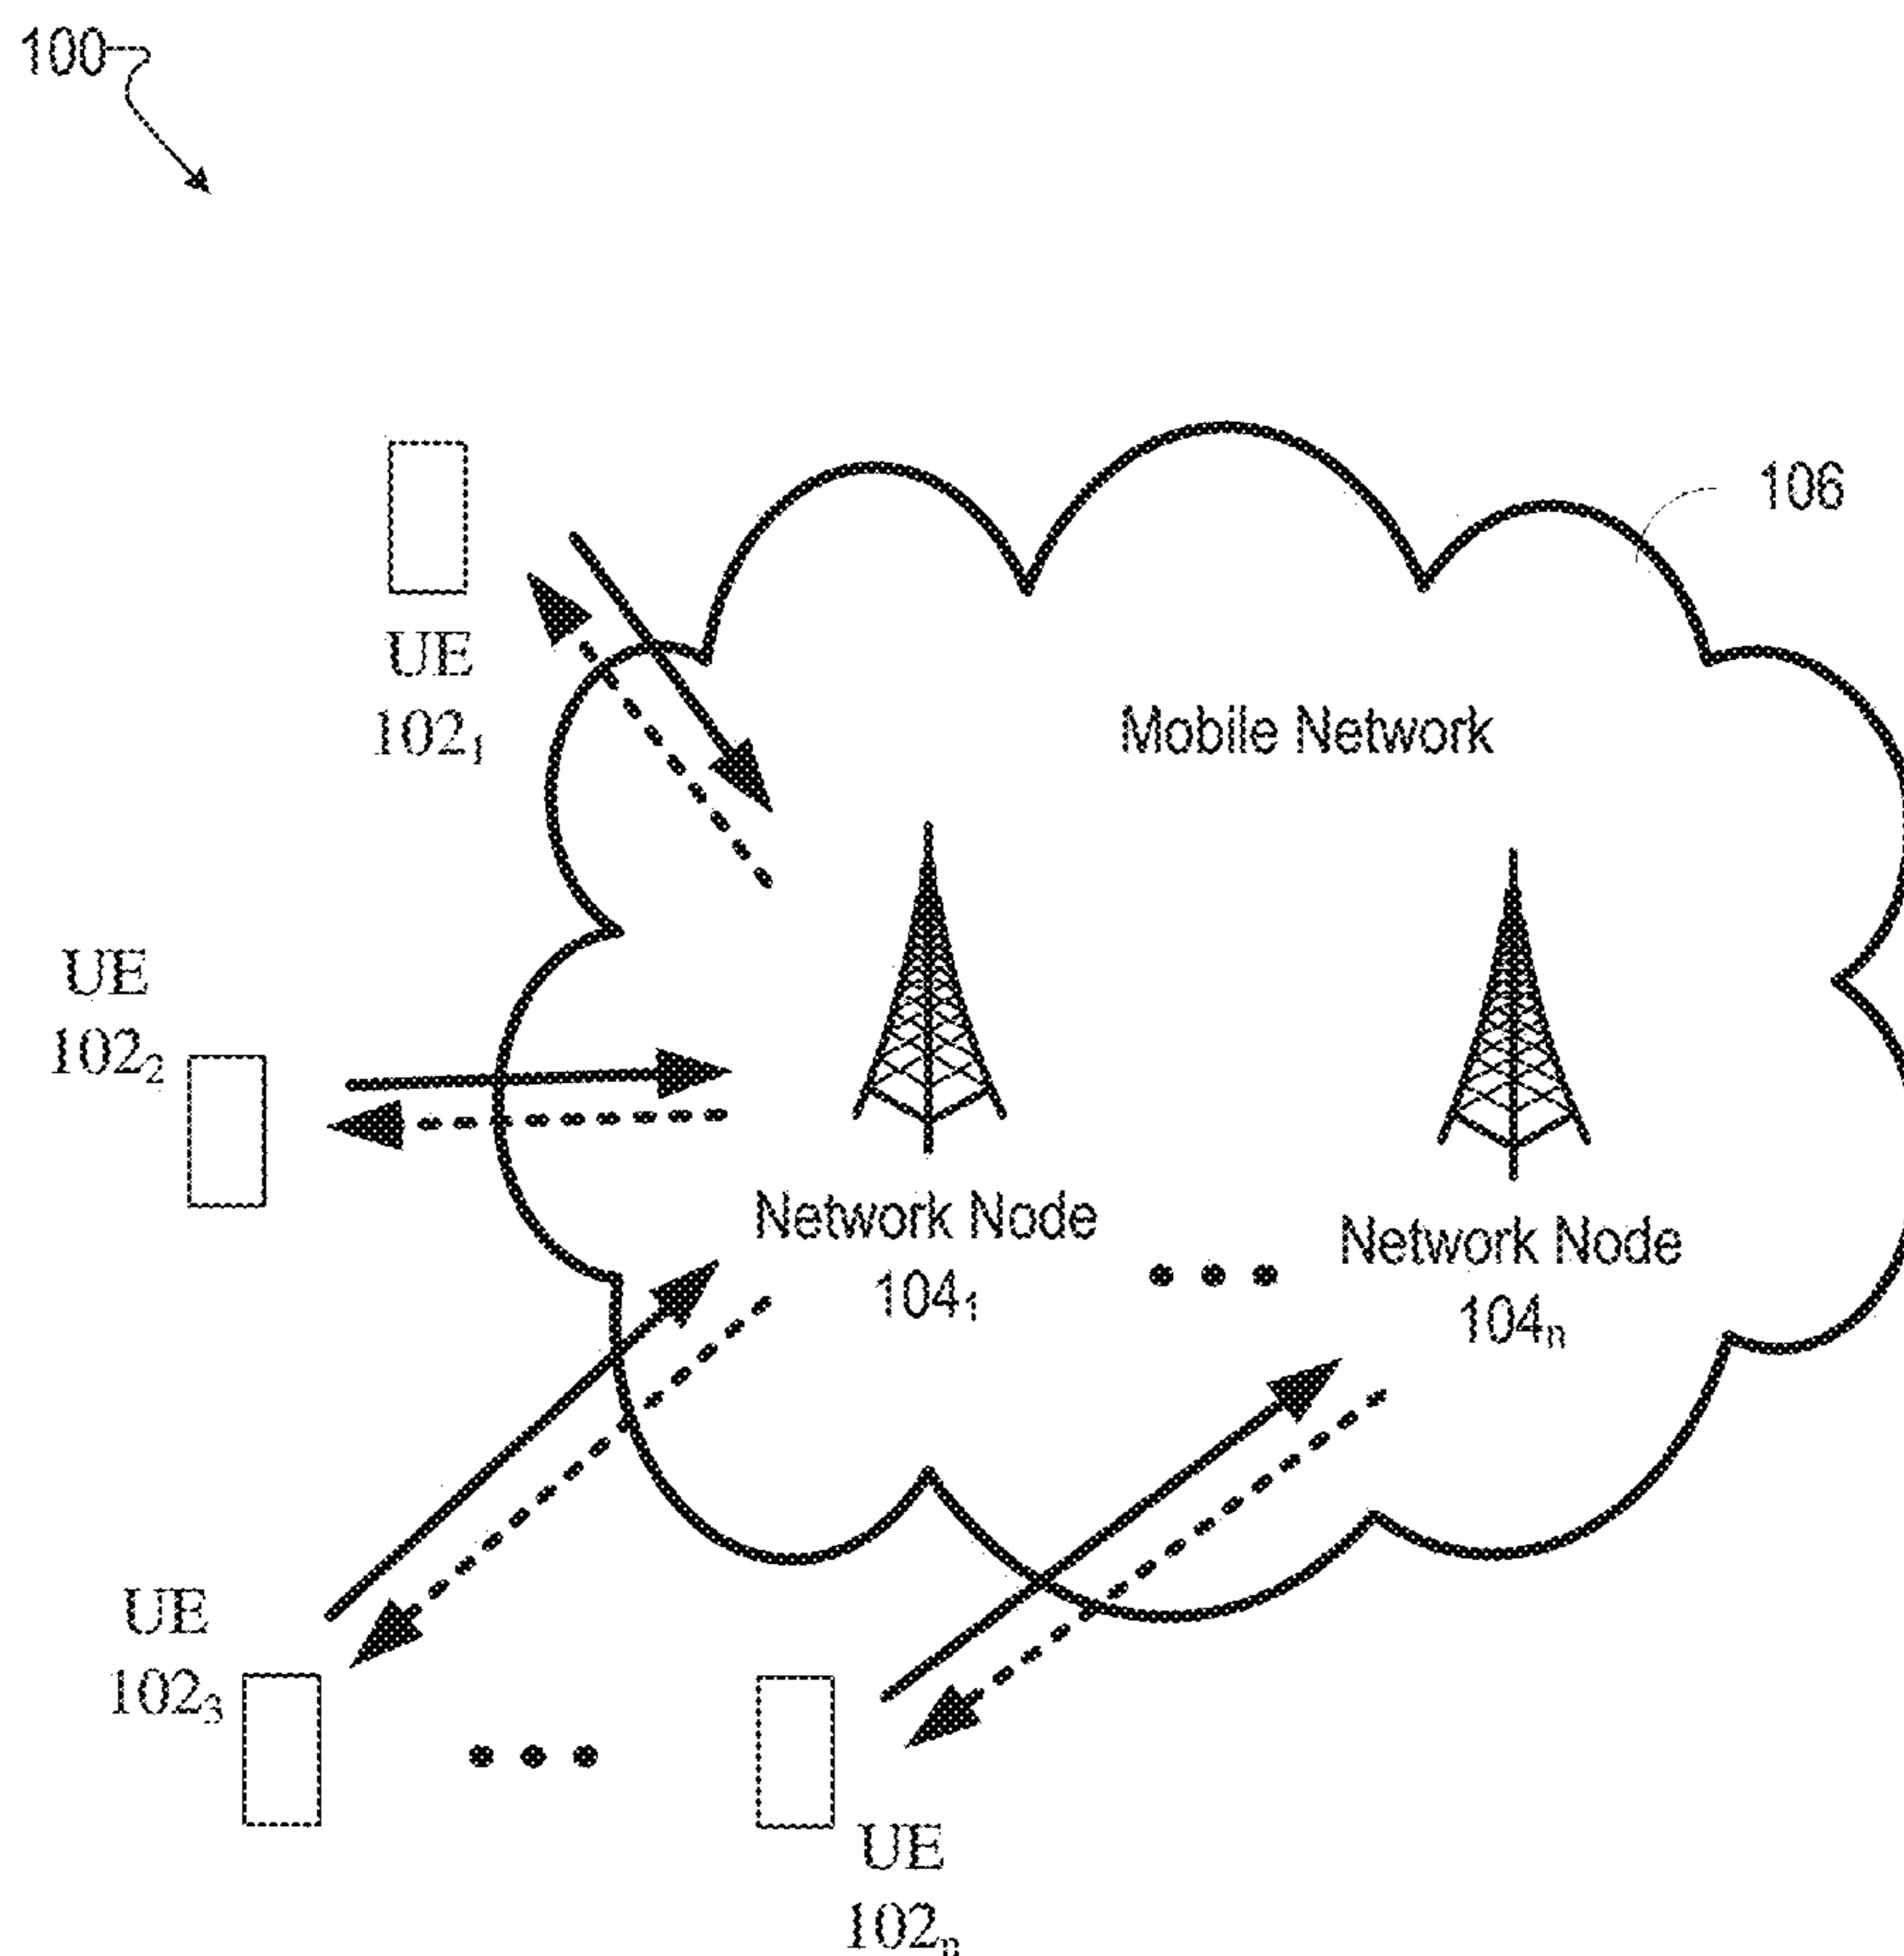 100
106
UE
102₁
Mobile Network
UE
102₂
Network Node
104₁
Network Node
104ₙ
UE
102₃
UE
102ₙ